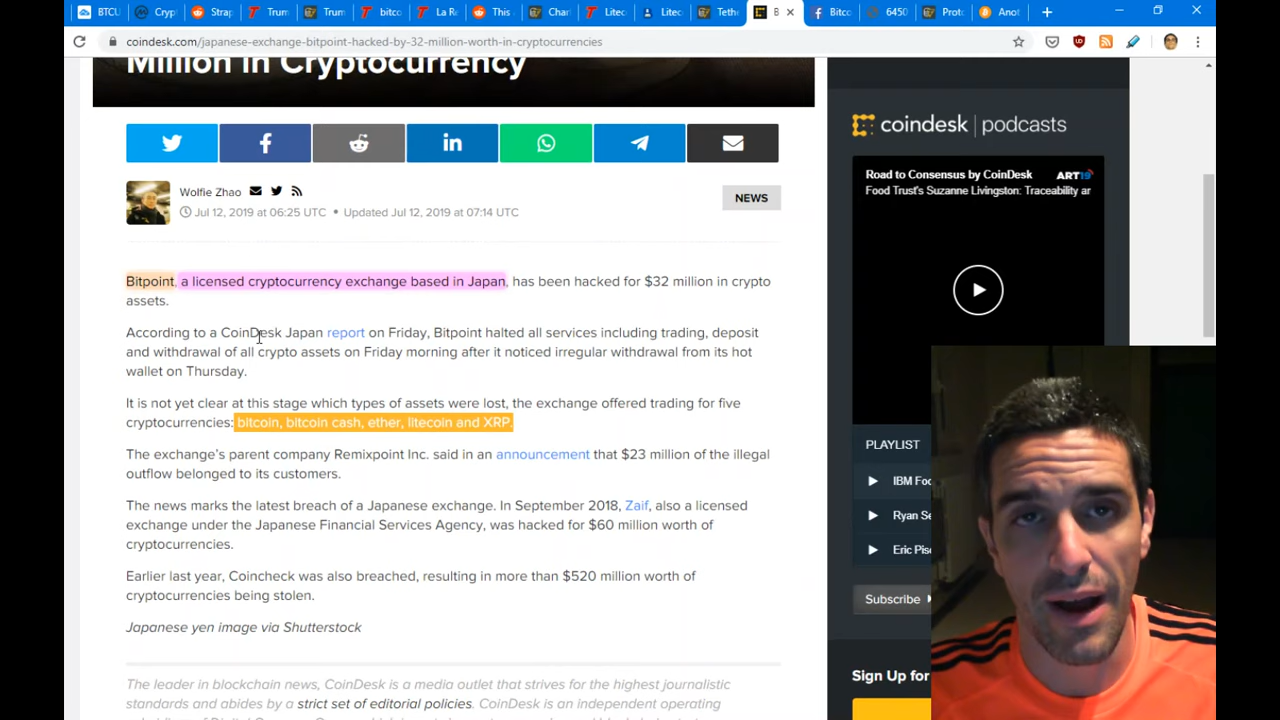 BTCU
Cryp
Strap
Trum
Trum
bitco
La Re
This
Cha
Litec
Litec
Teth
B
Bitco
6450
Prot
Anot
coindesk.com/japanese-exchange-bitpoint-hacked-by-32-million-worth-in-cryptocurrencies
Million in Cryptocurrency
Wolfie Zhao
Jul 12, 2019 at 06:25 UTC • Updated Jul 12, 2019 at 07:14 UTC
NEWS
Bitpoint, a licensed cryptocurrency exchange based in Japan, has been hacked for $32 million in crypto
assets.
According to a CoinDesk Japan report on Friday, Bitpoint halted all services including trading, deposit
and withdrawal of all crypto assets on Friday morning after it noticed irregular withdrawal from its hot
wallet on Thursday.
It is not yet clear at this stage which types of assets were lost, the exchange offered trading for five
cryptocurrencies: bitcoin, bitcoin cash, ether, litecoin and XRP.
The exchange's parent company Remixpoint Inc. said in an announcement that $23 million of the illegal
outflow belonged to its customers.
The news marks the latest breach of a Japanese exchange. In September 2018, Zaif, also a licensed
exchange under the Japanese Financial Services Agency, was hacked for $60 million worth of
cryptocurrencies.
Earlier last year, Coincheck was also breached, resulting in more than $520 million worth of
cryptocurrencies being stolen.
Japanese yen image via Shutterstock
The leader in blockchain news, CoinDesk is a media outlet that strives for the highest journalistic
standards and abides by a strict set of editorial policies. CoinDesk is an independent operating
coindesk | podcasts
Road to Consensus by CoinDesk
ART19
Food Trust's Suzanne Livingston: Traceability ar
PLAYLIST
IBM Foo
Ryan Se
Eric Pis
Subscribe
Sign Up for